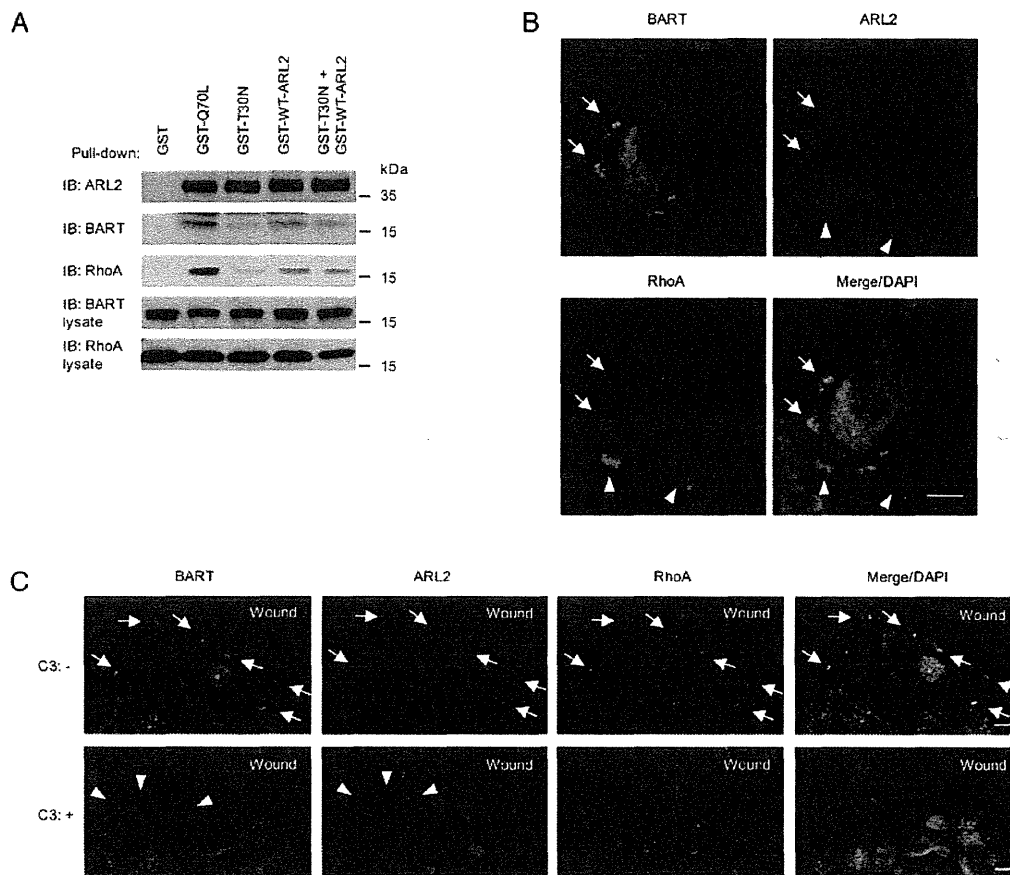 A
Pull-down:
GST
GST-Q70L
GST-T30N
GST-WT-ARL2
GST-T30N +
GST-WT-ARL2
kDa
IB: ARL2
35
IB: BART
15
IB: RhoA
15
IB: BART
lysate
15
IB: RhoA
lysate
15
B
BART
ARL2
RhoA
Merge/DAPI
C
BART
ARL2
RhoA
Merge/DAPI
C3: -
Wound
Wound
Wound
Wound
C3: +
Wound
Wound
Wound
Wound